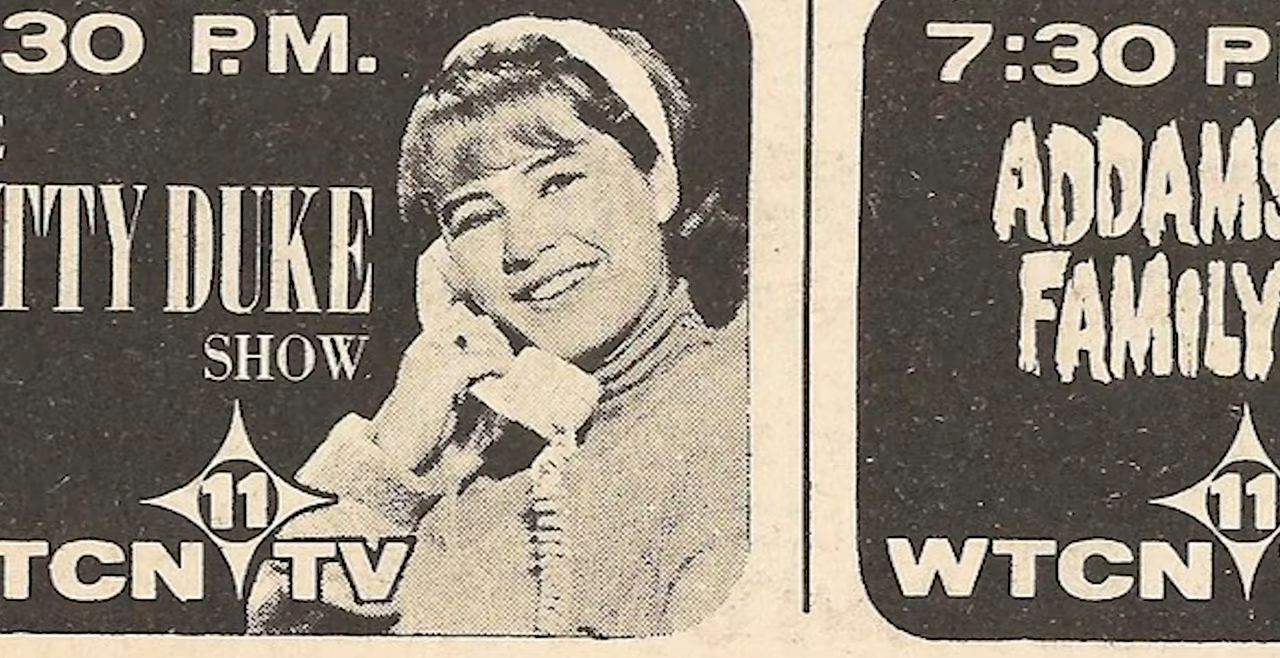 30 P.M.
TTY DUKE
SHOW
11
TCN TV
7:30 P.
ADDAMS
FAMILY
11
WTCN